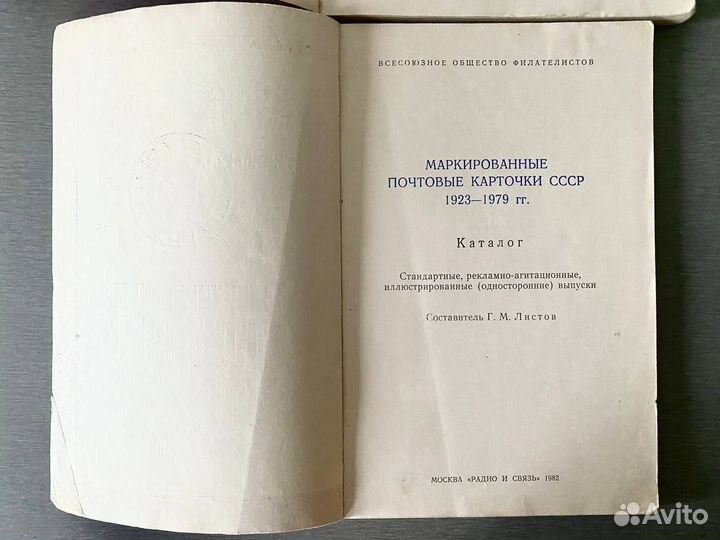 ВСЕСОЮЗНОЕ ОБЩЕСТВО ФИЛАТЕЛИСТОВ
МАРКИРОВАННЫЕ
ПОЧТОВЫЕ КАРТОЧКИ СССР
1923—1979 гг.
Каталог
Стандартные, рекламно-агитационные,
иллюстрированные (односторонние) выпуски
Составитель Г. М. Листов
МОСКВА «РАДИО И СВЯЗЬ» 1982
Avito